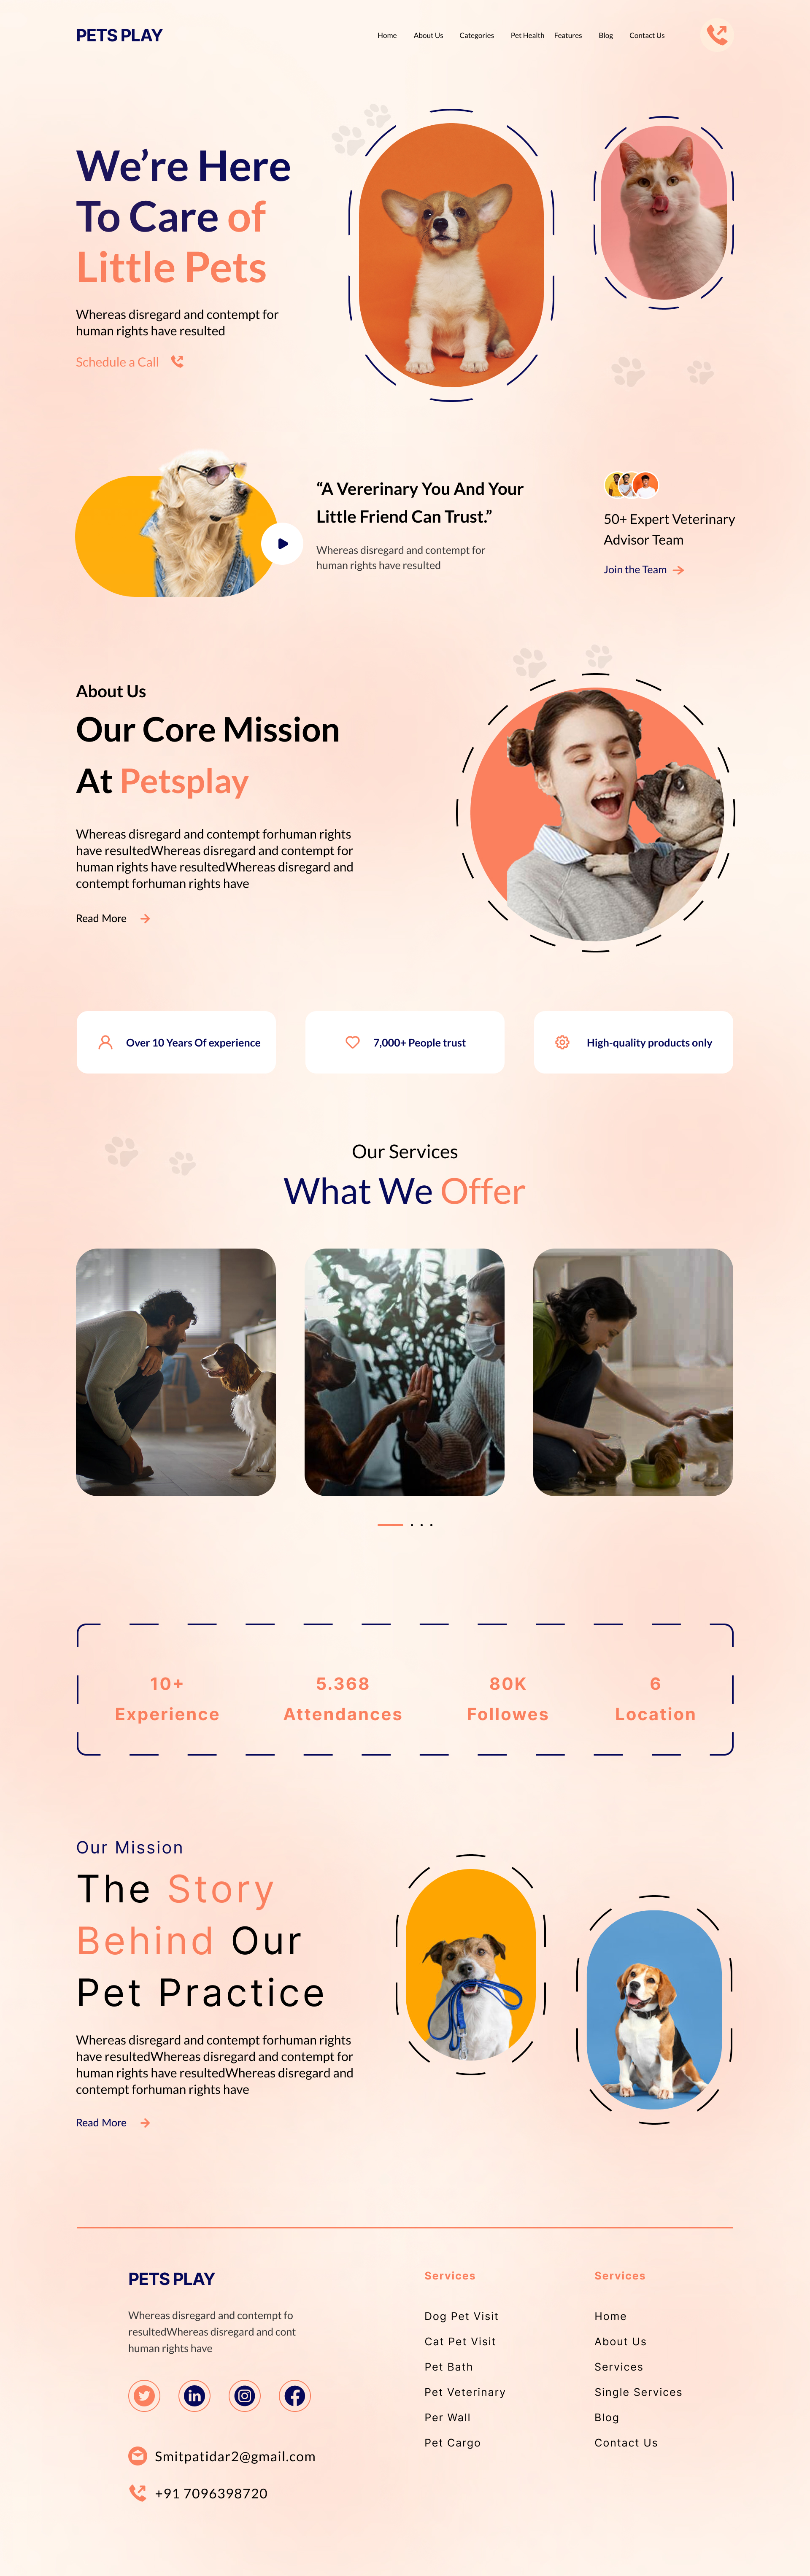 PETS PLAY
Home About Us Categories Pet Health Features Blog Contact Us
We’re Here
To Care of
Little Pets
Whereas disregard and contempt for
human rights have resulted
Schedule a Call
“A Vererinary You And Your
Little Friend Can Trust.”
Whereas disregard and contempt for
human rights have resulted
50+ Expert Veterinary
Advisor Team
Join the Team
About Us
Our Core Mission
At Petsplay
Whereas disregard and contempt forhuman rights
have resultedWhereas disregard and contempt for
human rights have resultedWhereas disregard and
contempt forhuman rights have
Read More
Over 10 Years Of experience
7,000+ People trust
High-quality products only
Our Services
What We Offer
10+
Experience
5.368
Attendances
80K
Followes
6
Location
Our Mission
The Story
Behind Our
Pet Practice
Whereas disregard and contempt forhuman rights
have resultedWhereas disregard and contempt for
human rights have resultedWhereas disregard and
contempt forhuman rights have
Read More
PETS PLAY
Whereas disregard and contempt fo
resultedWhereas disregard and cont
human rights have
Smitpatidar2@gmail.com
+91 7096398720
Services
Dog Pet Visit
Cat Pet Visit
Pet Bath
Pet Veterinary
Per Wall
Pet Cargo
Services
Home
About Us
Services
Single Services
Blog
Contact Us